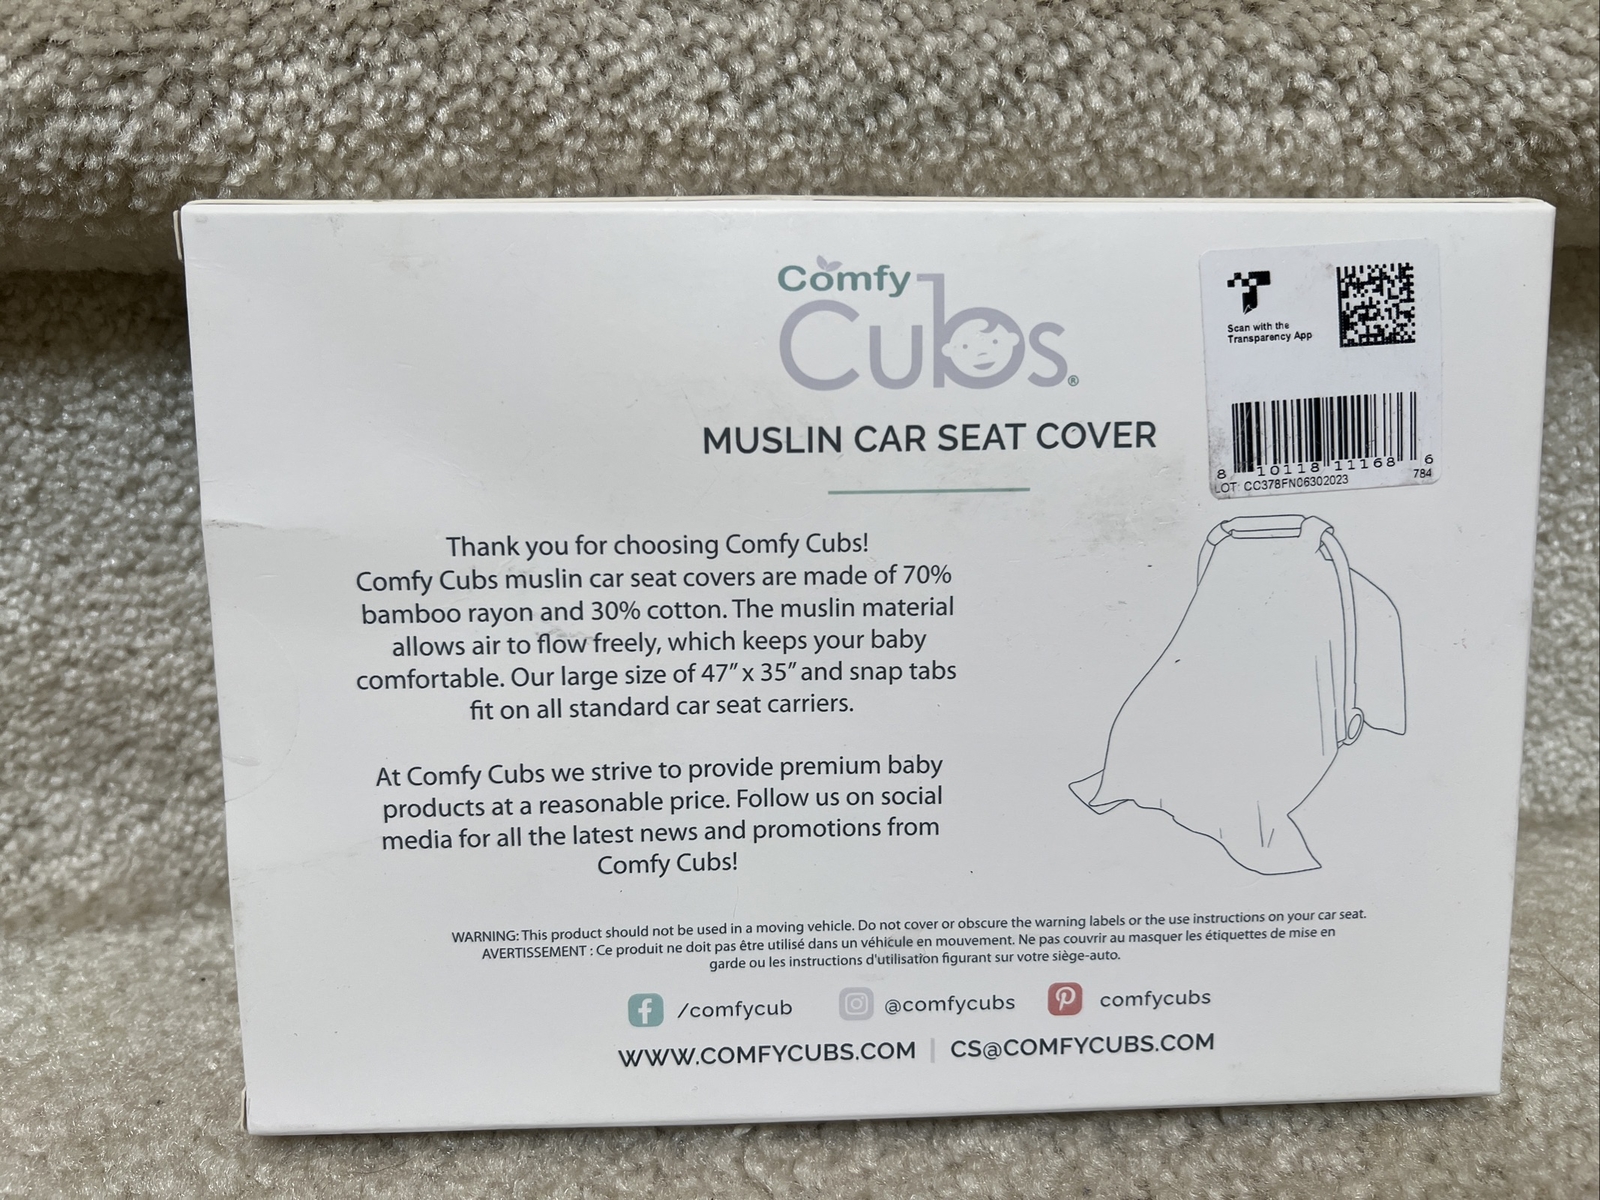 Comfy
Cubs®
MUSLIN CAR SEAT COVER
Scan with the
Transparency App
8 10118 11168 6
LOT: CC378FN06302023 784
Thank you for choosing Comfy Cubs!
Comfy Cubs muslin car seat covers are made of 70%
bamboo rayon and 30% cotton. The muslin material
allows air to flow freely, which keeps your baby
comfortable. Our large size of 47” x 35” and snap tabs
fit on all standard car seat carriers.
At Comfy Cubs we strive to provide premium baby
products at a reasonable price. Follow us on social
media for all the latest news and promotions from
Comfy Cubs!
WARNING: This product should not be used in a moving vehicle. Do not cover or obscure the warning labels or the use instructions on your car seat.
AVERTISSEMENT : Ce produit ne doit pas être utilisé dans un véhicule en mouvement. Ne pas couvrir au masquer les étiquettes de mise en
garde ou les instructions d'utilisation figurant sur votre siège-auto.
/comfycub @comfycubs comfycubs
WWW.COMFYCUBS.COM | CS@COMFYCUBS.COM